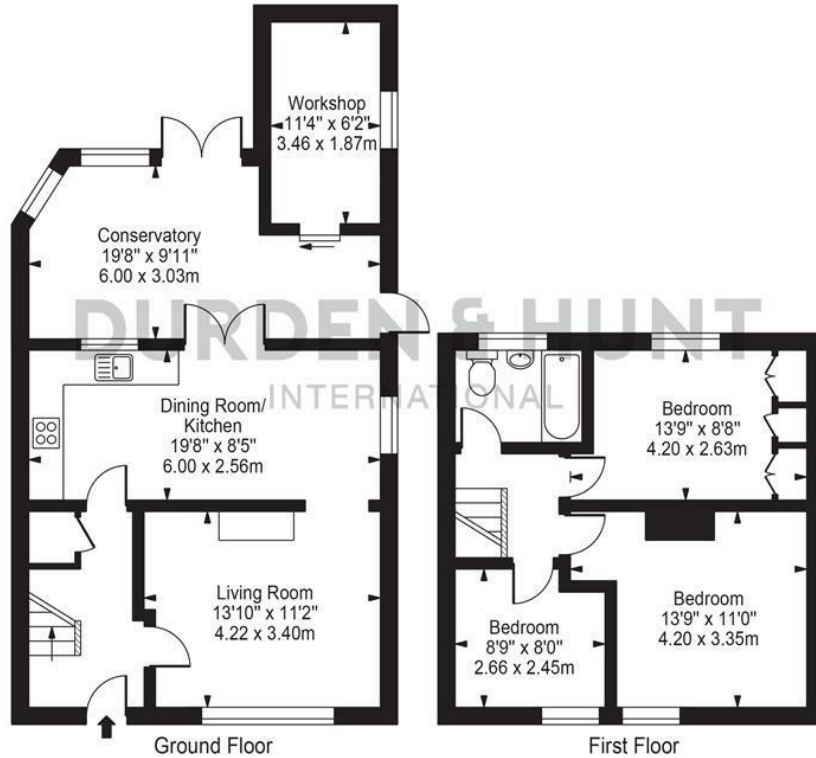 Workshop
11'4" x 6'2"
3.46 x 1.87m
Conservatory
19'8" x 9'11"
6.00 x 3.03m
DURDEN & HUNT
INTERNATIONAL
Dining Room/
Kitchen
19'8" x 8'5"
6.00 x 2.56m
Living Room
13'10" x 11'2"
4.22 x 3.40m
Ground Floor
Bedroom
13'9" x 8'8"
4.20 x 2.63m
Bedroom
13'9" x 11'0"
4.20 x 3.35m
Bedroom
8'9" x 8'0"
2.66 x 2.45m
First Floor